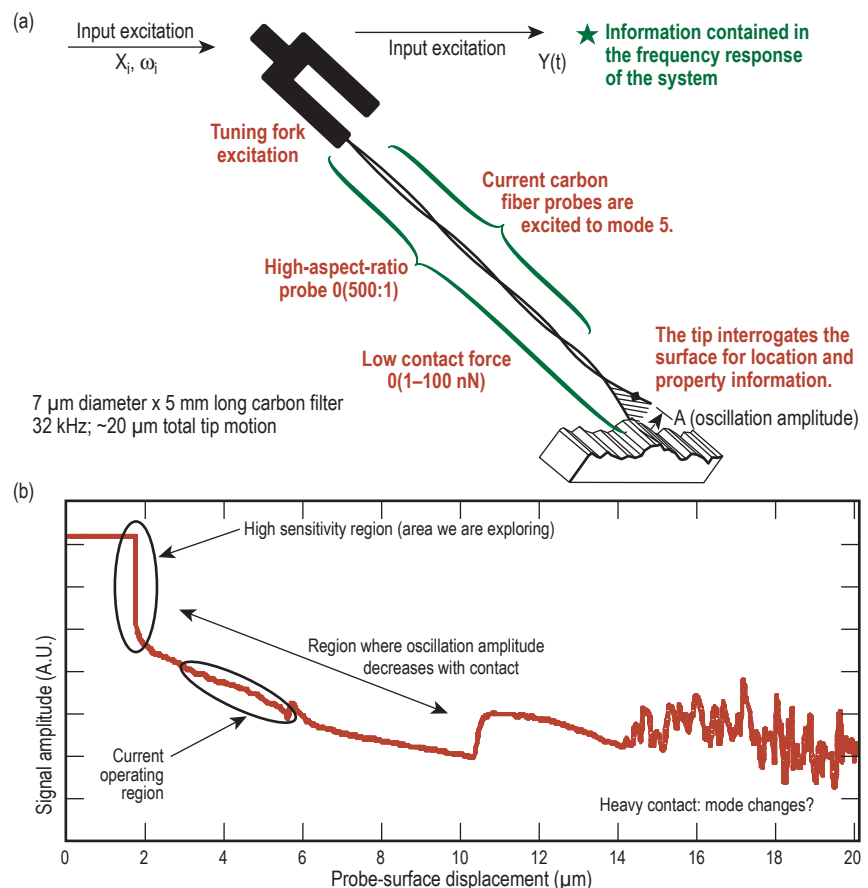 (a)
Input excitation
Xi, ωi
Input excitation
Y(t)
★ Information contained in
the frequency response
of the system
Tuning fork
excitation
Current carbon
fiber probes are
excited to mode 5.
High-aspect-ratio
probe 0(500:1)
Low contact force
0(1–100 nN)
The tip interrogates the
surface for location and
property information.
A (oscillation amplitude)
7 µm diameter x 5 mm long carbon filter
32 kHz; ~20 µm total tip motion
(b)
High sensitivity region (area we are exploring)
Region where oscillation amplitude
decreases with contact
Current
operating
region
Heavy contact: mode changes?
Signal amplitude (A.U.)
0 2 4 6 8 10 12 14 16 18 20
Probe-surface displacement (µm)